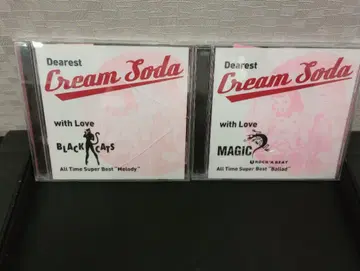 Dearest
Cream Soda
with Love
BLACK CATS
All Time Super Best "Melody"
Dearest
Cream Soda
with Love
MAGIC
ROCK'N BEAT
All Time Super Best "Ballad"